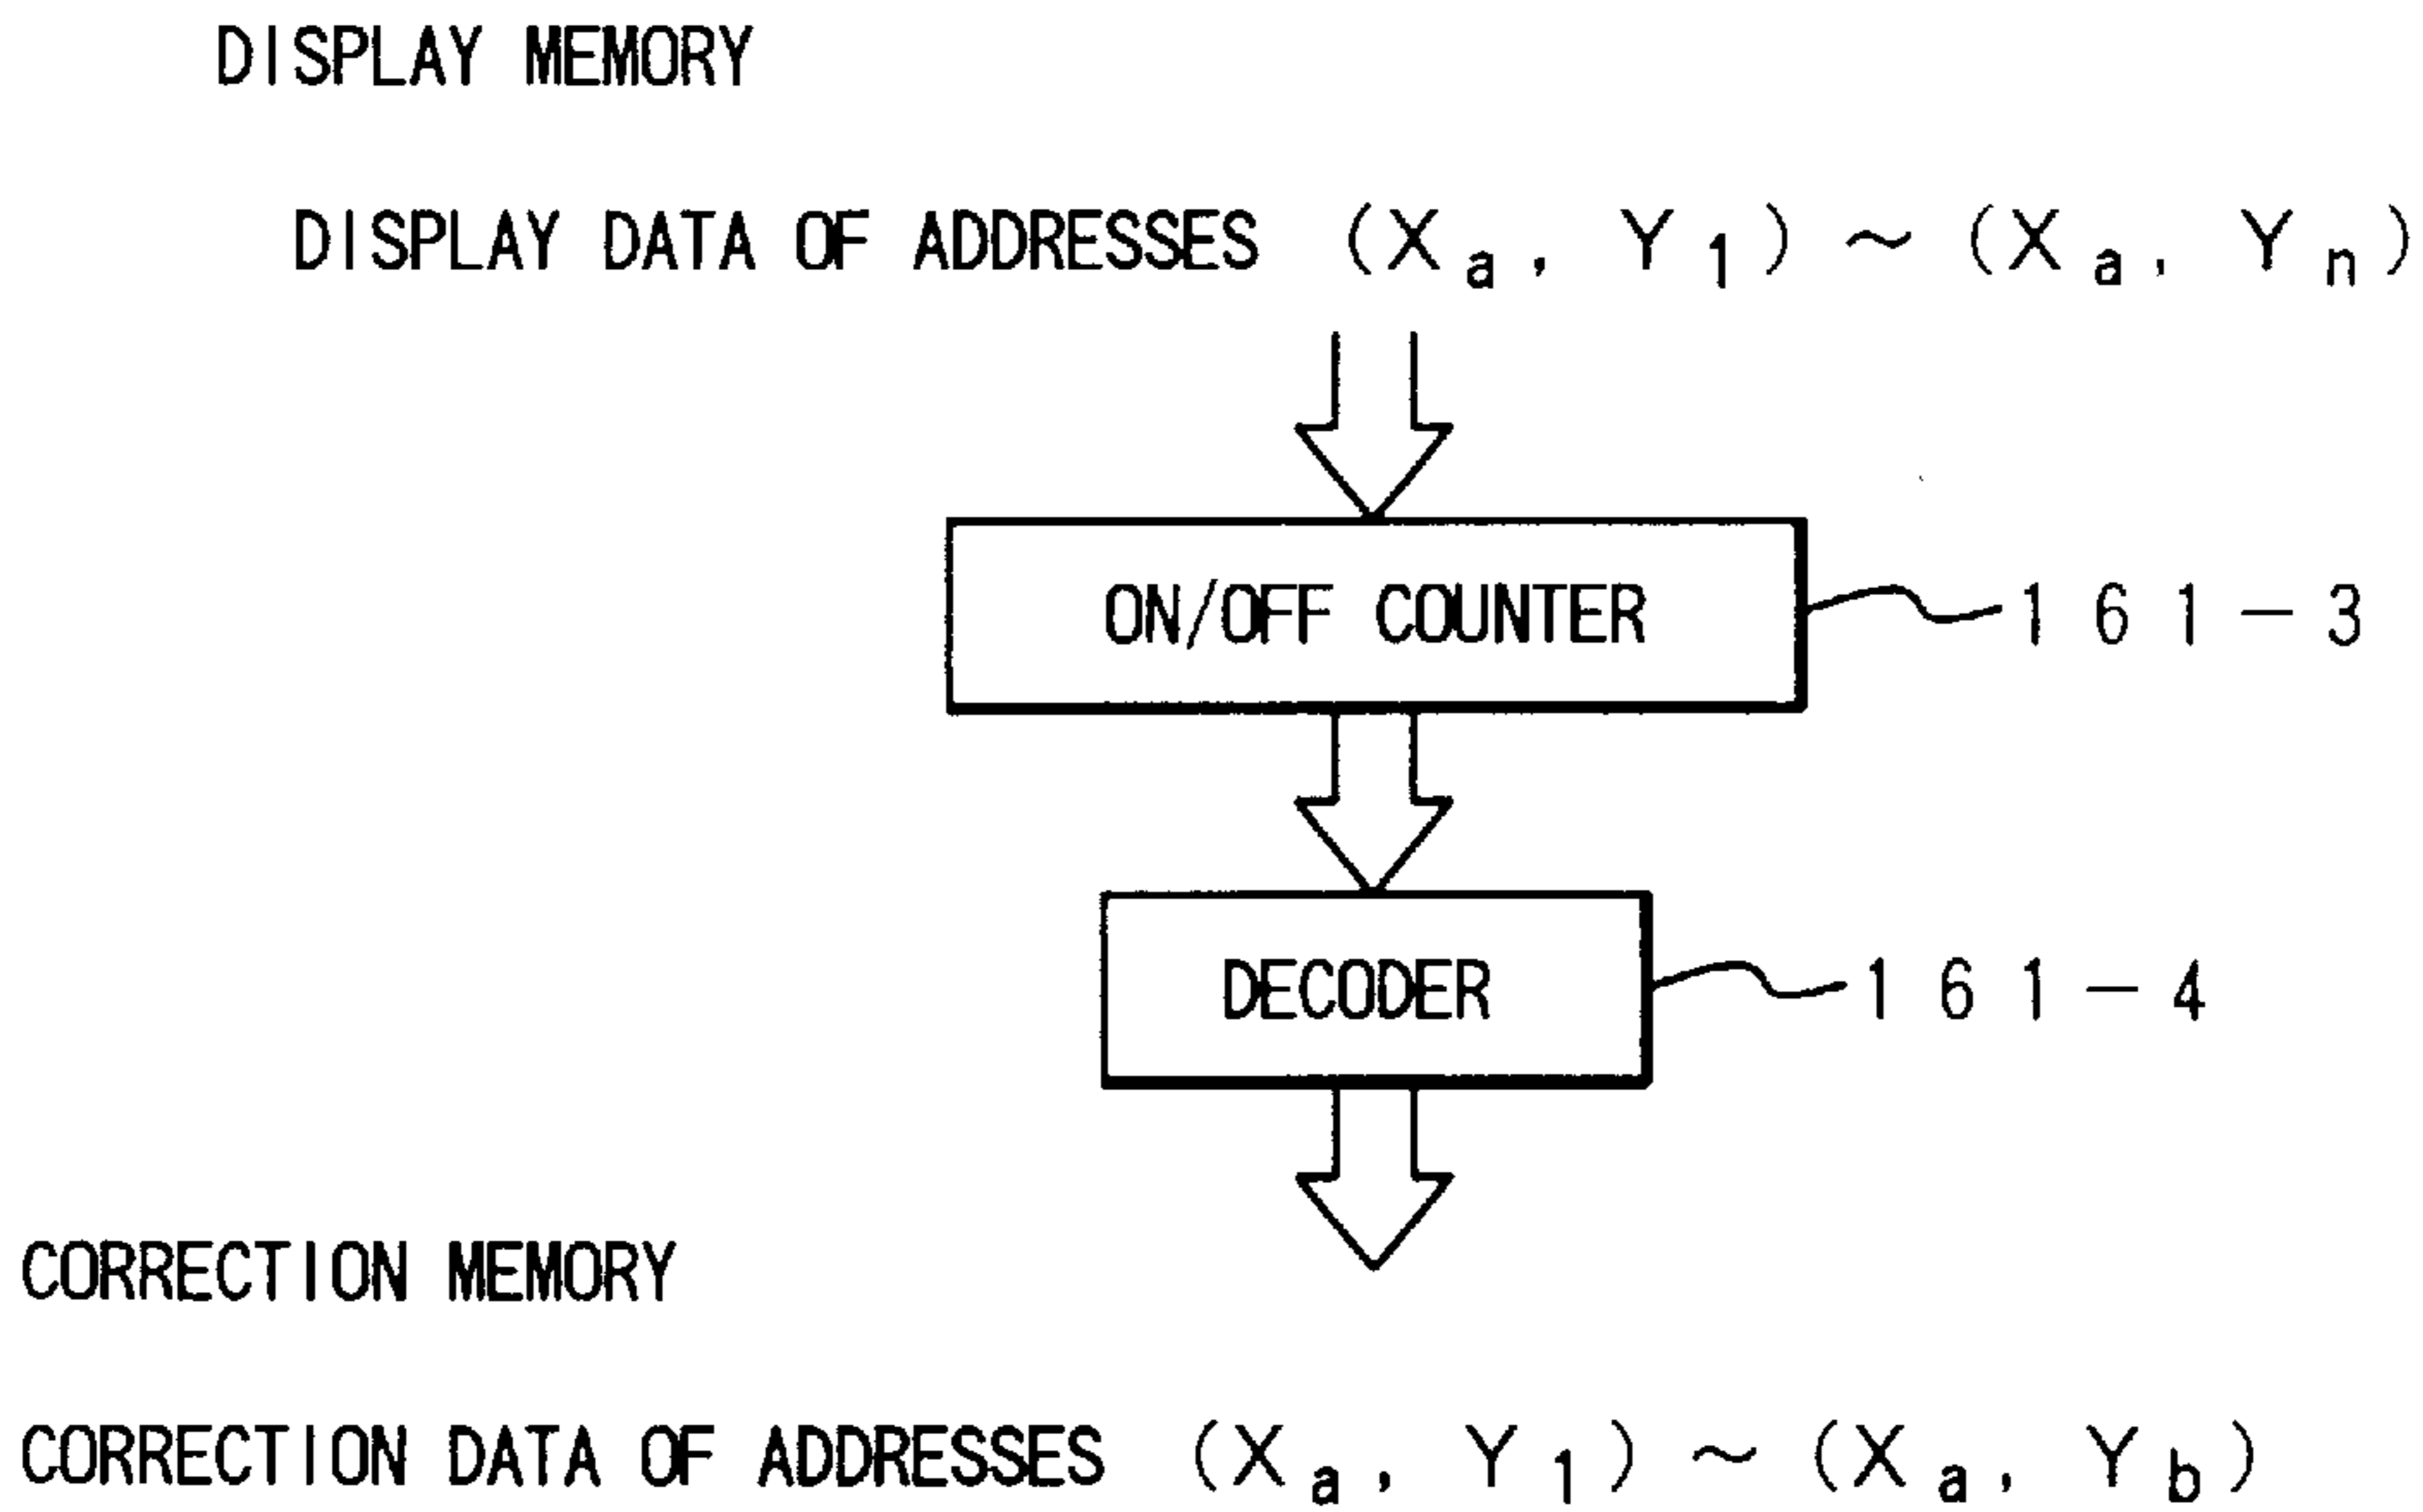 DISPLAY MEMORY
DISPLAY DATA OF ADDRESSES (Xa, Y1) ~ (Xa, Yn)
ON/OFF COUNTER 161-3
DECODER 161-4
CORRECTION MEMORY
CORRECTION DATA OF ADDRESSES (Xa, Y1) ~ (Xa, Yb)